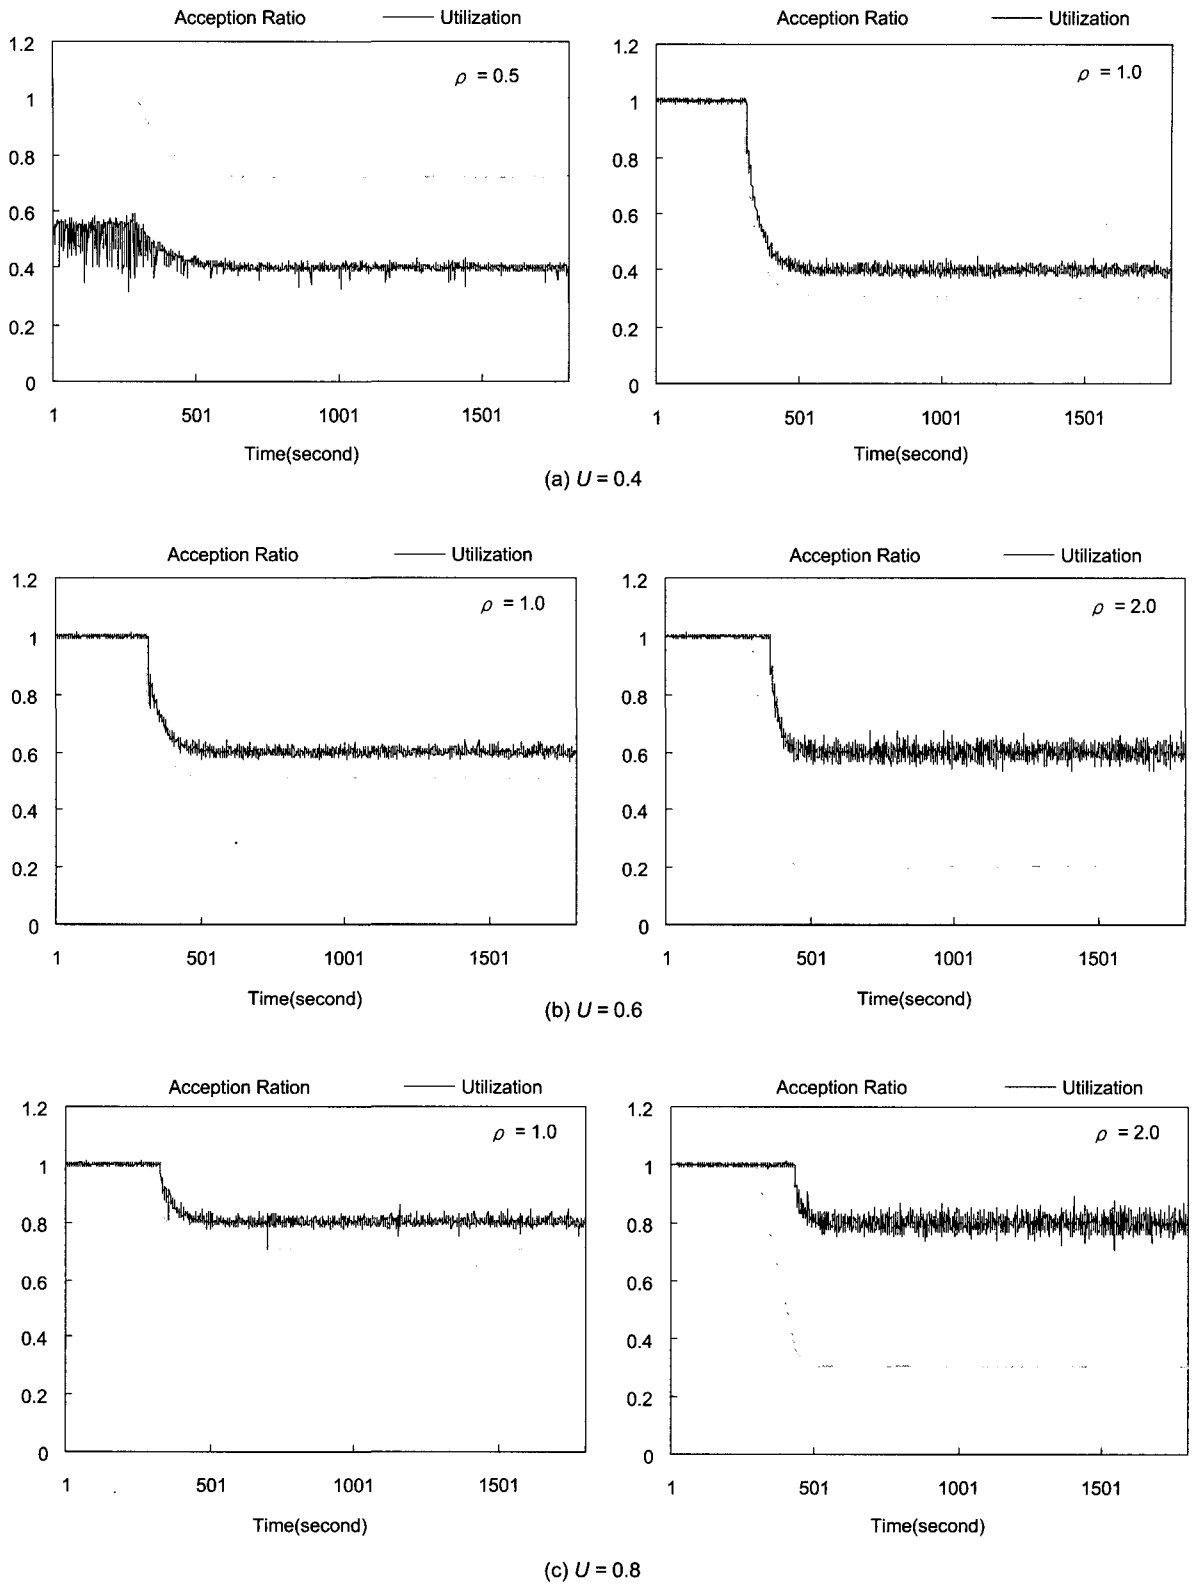 Acception Ratio Utilization
1.2
ρ = 0.5
1
0.8
0.6
0.4
0.2
0
1 501 1001 1501
Time(second)
Acception Ratio Utilization
1.2
ρ = 1.0
1
0.8
0.6
0.4
0.2
0
1 501 1001 1501
Time(second)
(a) U = 0.4
Acception Ratio Utilization
1.2
ρ = 1.0
1
0.8
0.6
0.4
0.2
0
1 501 1001 1501
Time(second)
Acception Ratio Utilization
1.2
ρ = 2.0
1
0.8
0.6
0.4
0.2
0
1 501 1001 1501
Time(second)
(b) U = 0.6
Acception Ration Utilization
1.2
ρ = 1.0
1
0.8
0.6
0.4
0.2
0
1 501 1001 1501
Time(second)
Acception Ratio Utilization
1.2
ρ = 2.0
1
0.8
0.6
0.4
0.2
0
1 501 1001 1501
Time(second)
(c) U = 0.8